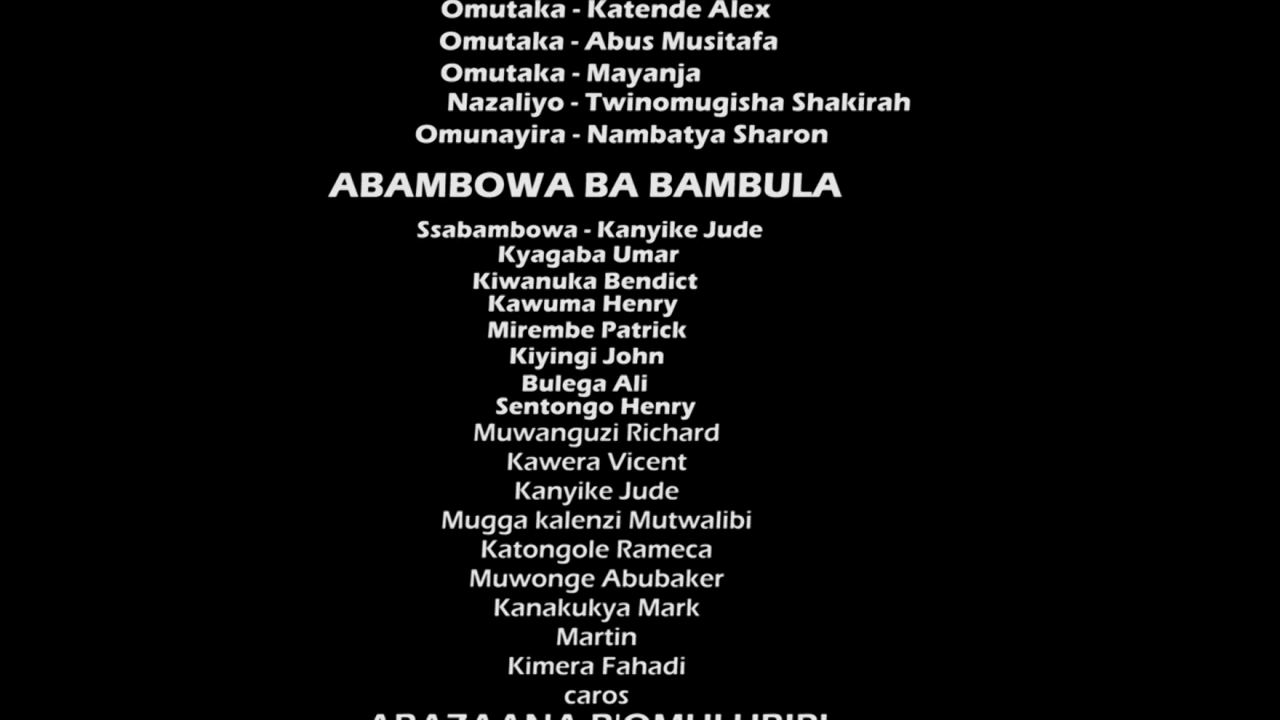 Omutaka - Katende Alex
Omutaka - Abus Musitafa
Omutaka - Mayanja
Nazaliyo - Twinomugisha Shakirah
Omunayira - Nambatya Sharon
ABAMBOWA BA BAMBULA
Ssabambowa - Kanyike Jude
Kyagaba Umar
Kiwanuka Bendict
Kawuma Henry
Mirembe Patrick
Kiyingi John
Bulega Ali
Sentongo Henry
Muwanguzi Richard
Kawera Vicent
Kanyike Jude
Mugga kalenzi Mutwalibi
Katongole Rameca
Muwonge Abubaker
Kanakukya Mark
Martin
Kimera Fahadi
caros